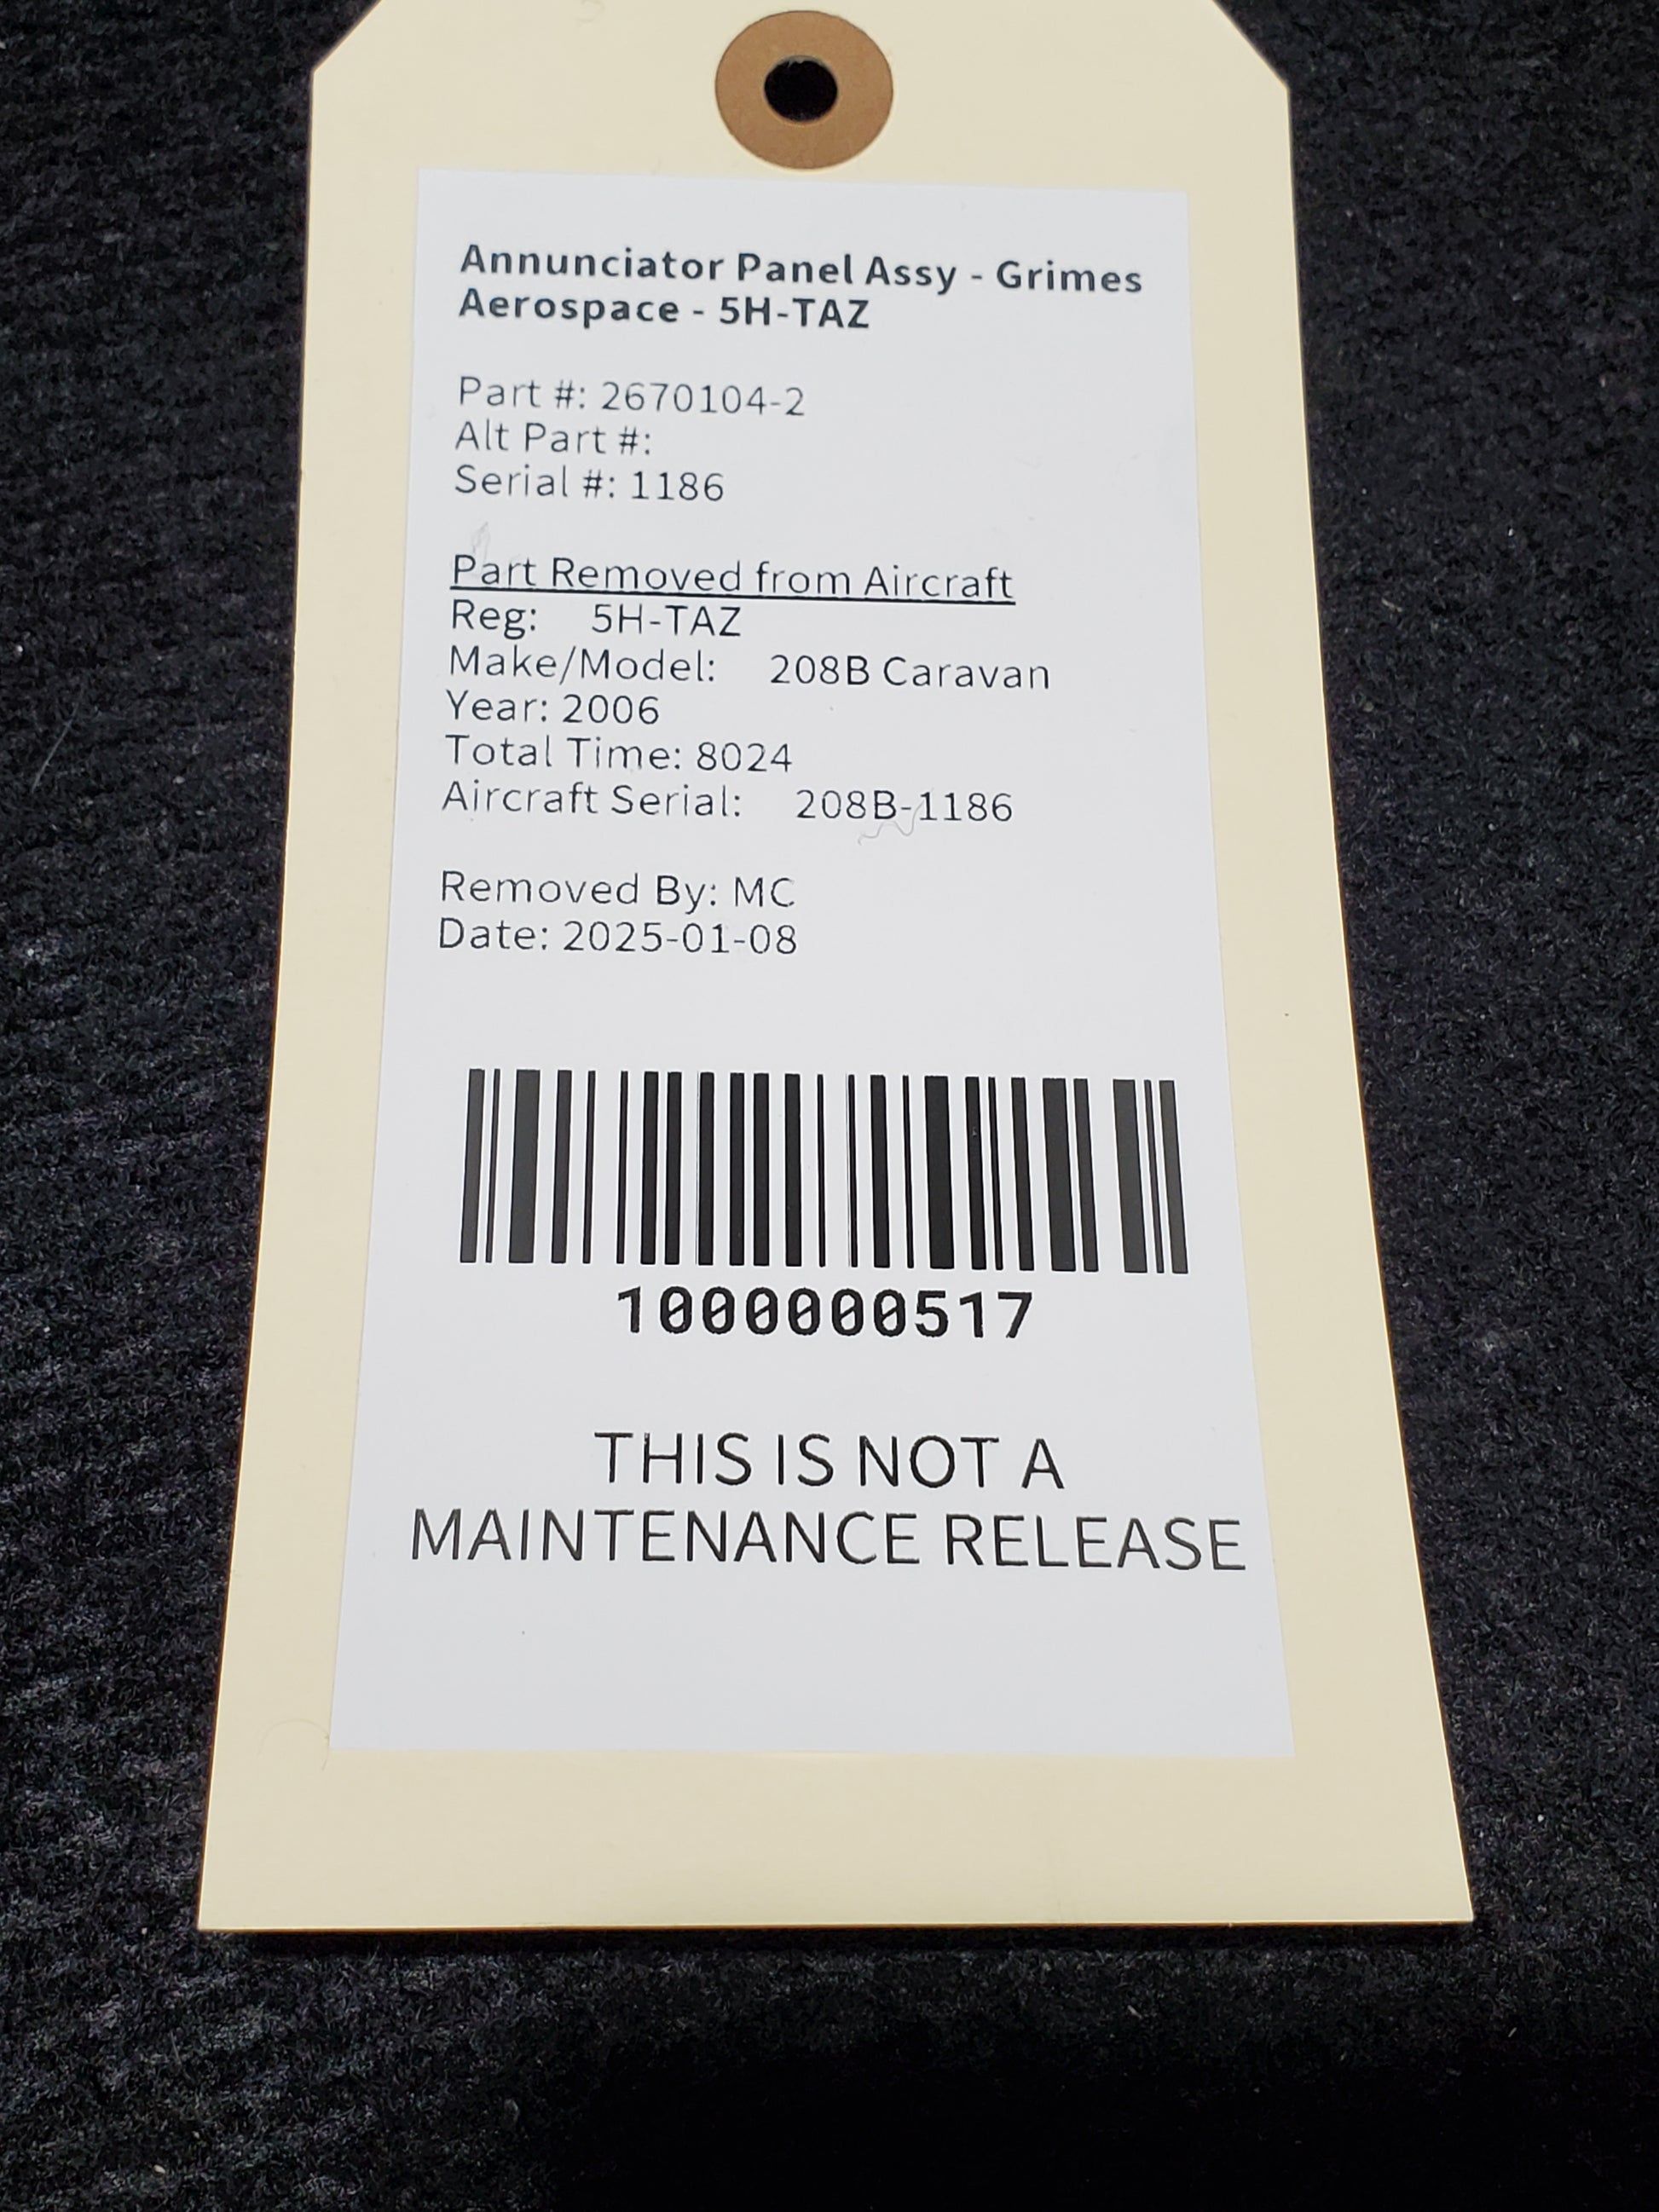 Annunciator Panel Assy - Grimes
Aerospace - 5H-TAZ
Part #: 2670104-2
Alt Part #:
Serial #: 1186
Part Removed from Aircraft
Reg: 5H-TAZ
Make/Model: 208B Caravan
Year: 2006
Total Time: 8024
Aircraft Serial: 208B-1186
Removed By: MC
Date: 2025-01-08
1000000517
THIS IS NOT A
MAINTENANCE RELEASE